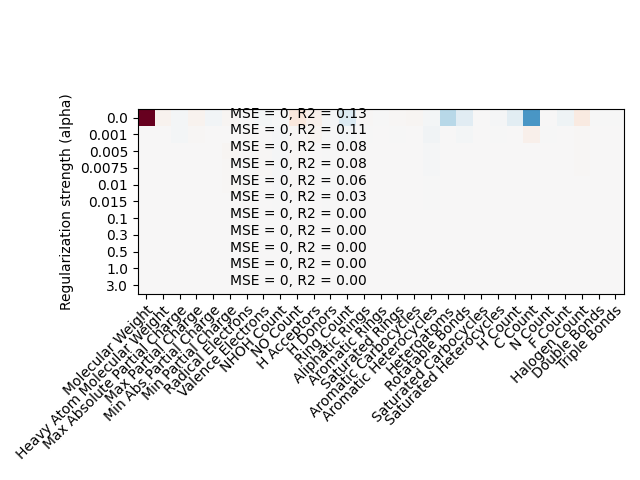 Regularization strength (alpha)
0.0
0.001
0.005
0.0075
0.01
0.015
0.1
0.3
0.5
1.0
3.0
MSE = 0, R2 = 0.13
MSE = 0, R2 = 0.11
MSE = 0, R2 = 0.08
MSE = 0, R2 = 0.08
MSE = 0, R2 = 0.06
MSE = 0, R2 = 0.03
MSE = 0, R2 = 0.00
MSE = 0, R2 = 0.00
MSE = 0, R2 = 0.00
MSE = 0, R2 = 0.00
MSE = 0, R2 = 0.00
Molecular Weight
Heavy Atom Molecular Weight
Max Absolute Partial Charge
Max Partial Charge
Min Abs Partial Charge
Min Partial Charge
Radical Electrons
Valence Electrons
NHOH Count
NO Count
H Acceptors
H Donors
Ring Count
Aliphatic Rings
Aromatic Rings
Saturated Rings
Aromatic Carbocycles
Aromatic Heterocycles
Heteroatoms
Rotatable Bonds
Saturated Carbocycles
Saturated Heterocycles
H Count
C Count
N Count
F Count
Halogen Count
Double Bonds
Triple Bonds